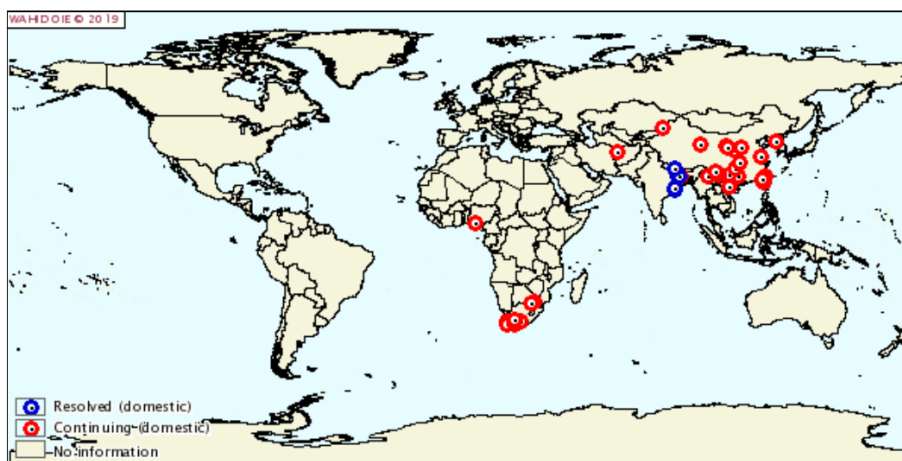 WAHID OIE © 2019
Resolved (domestic)
Continuing (domestic)
No information